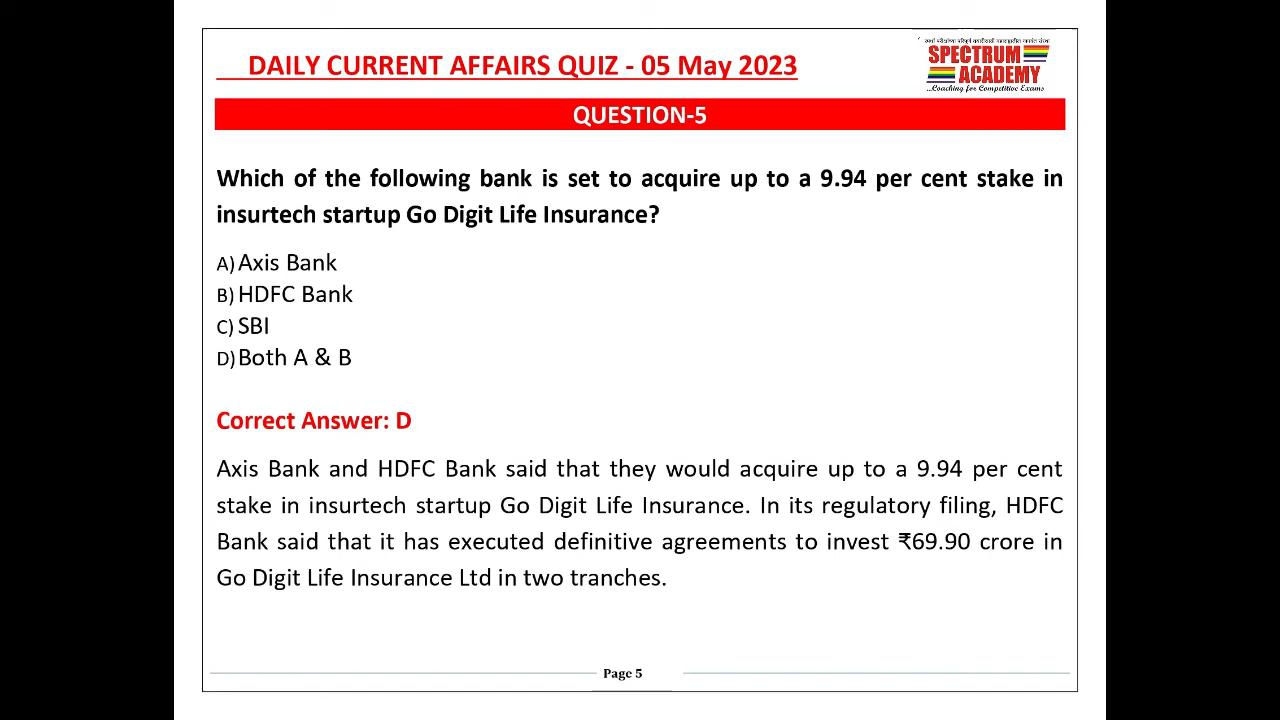 DAILY CURRENT AFFAIRS QUIZ - 05 May 2023
SPECTRUM
ACADEMY
...Coaching for Competitive Exams
QUESTION-5
Which of the following bank is set to acquire up to a 9.94 per cent stake in
insurtech startup Go Digit Life Insurance?
A) Axis Bank
B) HDFC Bank
C) SBI
D) Both A & B
Correct Answer: D
Axis Bank and HDFC Bank said that they would acquire up to a 9.94 per cent
stake in insurtech startup Go Digit Life Insurance. In its regulatory filing, HDFC
Bank said that it has executed definitive agreements to invest ₹69.90 crore in
Go Digit Life Insurance Ltd in two tranches.
Page 5